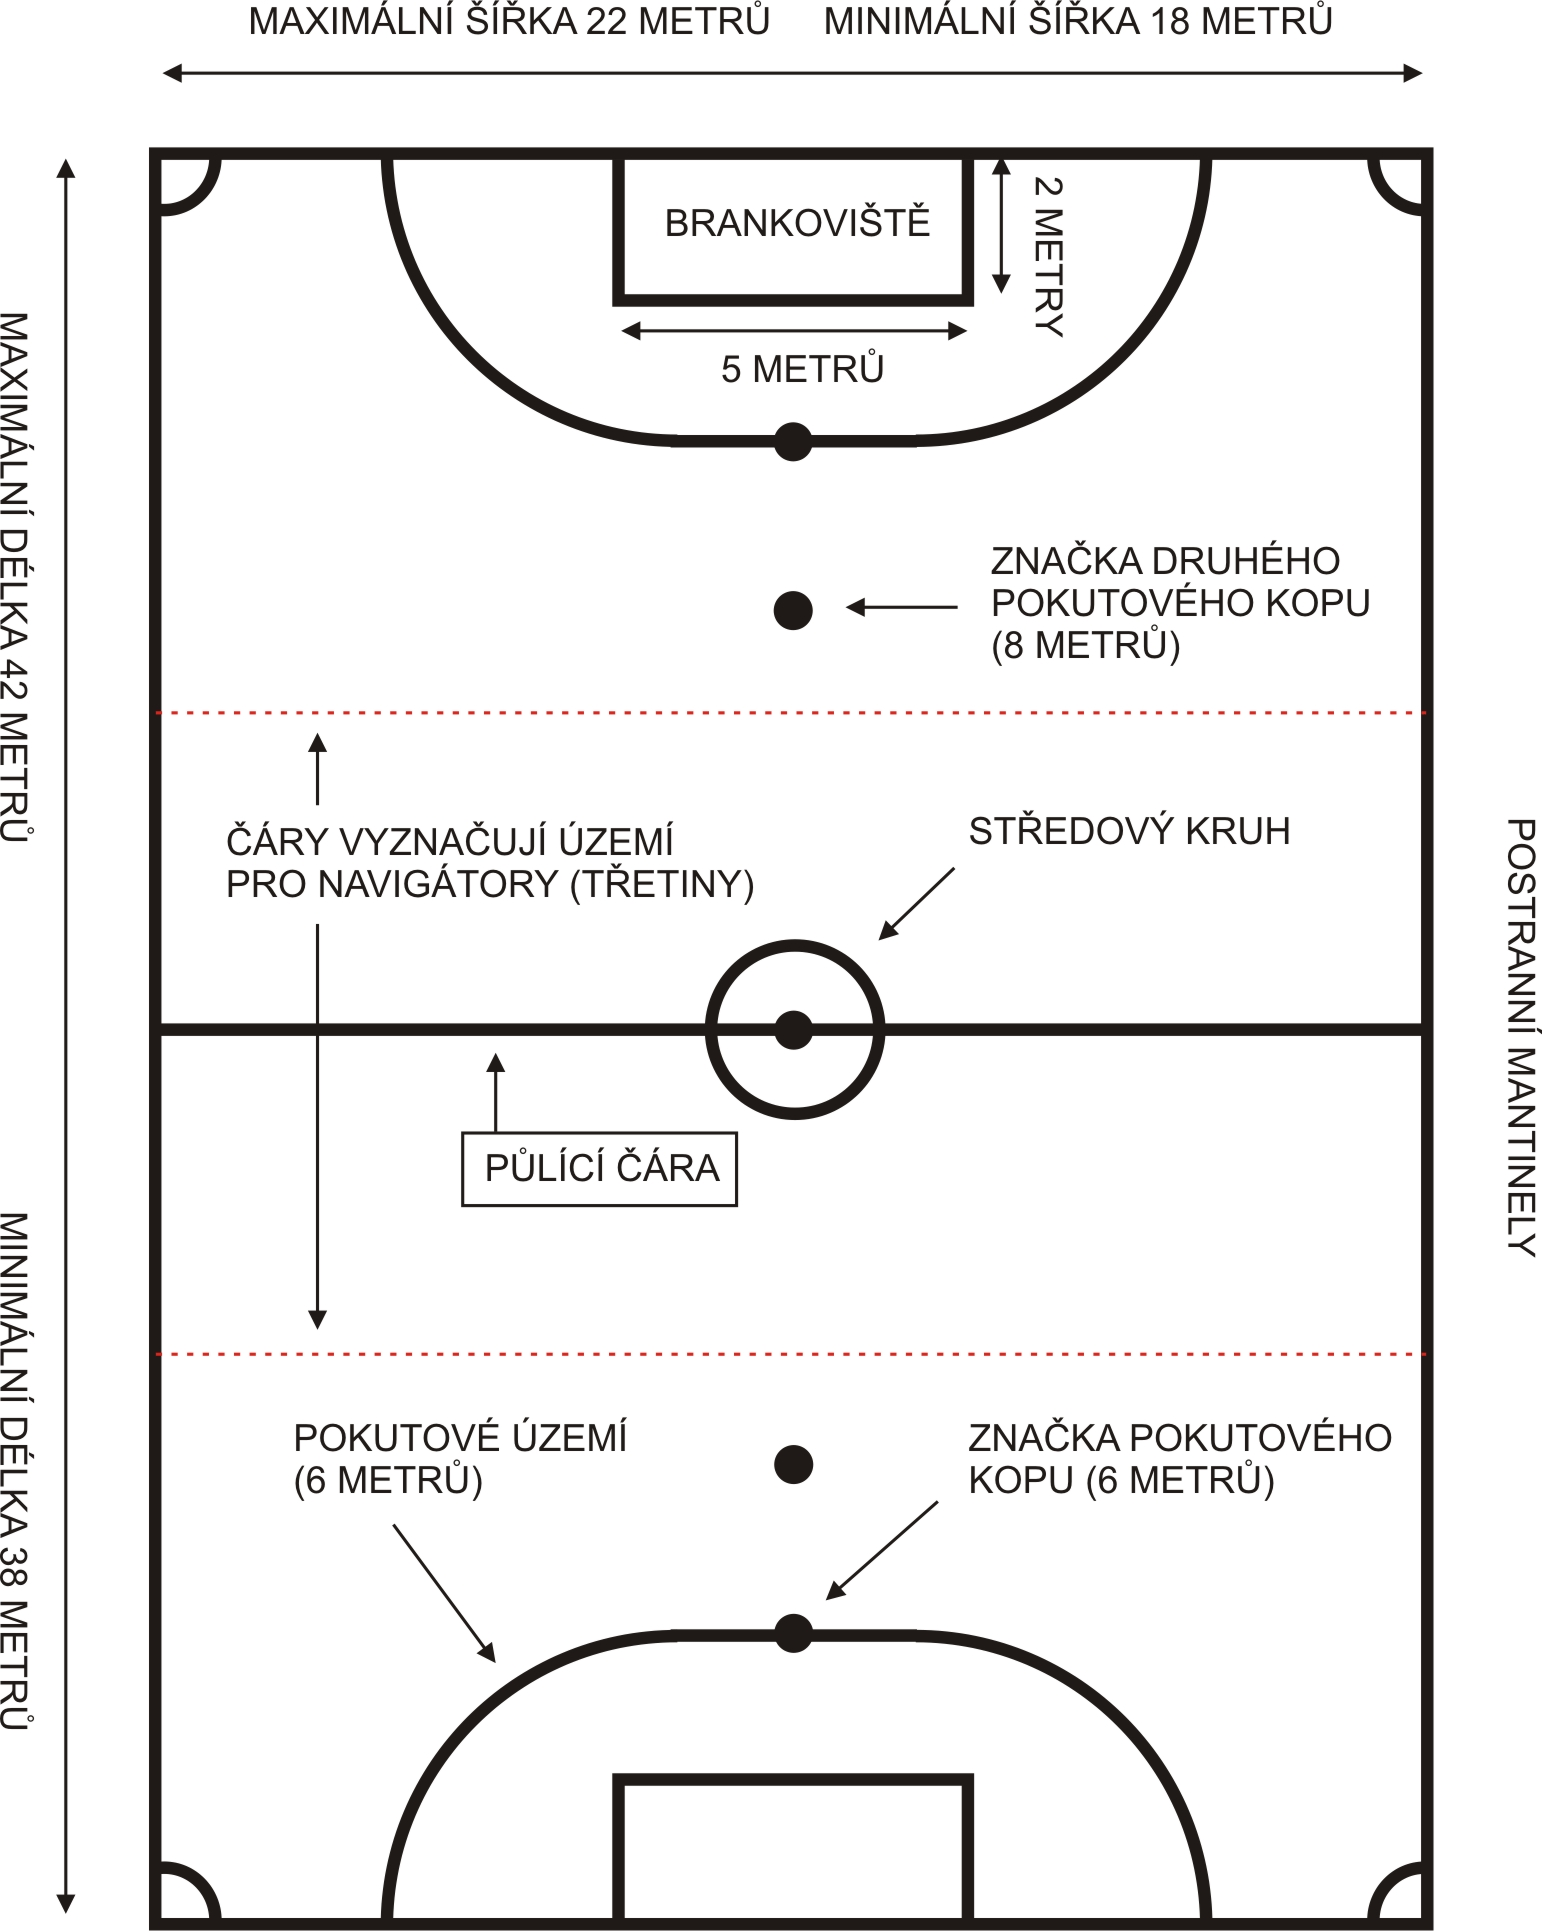 MAXIMÁLNÍ ŠÍŘKA 22 METRŮ
MINIMÁLNÍ ŠÍŘKA 18 METRŮ
BRANKOVIŠTĚ
2 METRY
5 METRŮ
MAXIMÁLNÍ DÉLKA 42 METRŮ
ZNAČKA DRUHÉHO
POKUTOVÉHO KOPU
(8 METRŮ)
ČÁRY VYZNAČUJÍ ÚZEMÍ
PRO NAVIGÁTORY (TŘETINY)
STŘEDOVÝ KRUH
POSTRANNÍ MANTINELY
PŮLÍCÍ ČÁRA
MINIMÁLNÍ DÉLKA 38 METRŮ
POKUTOVÉ ÚZEMÍ
(6 METRŮ)
ZNAČKA POKUTOVÉHO
KOPU (6 METRŮ)